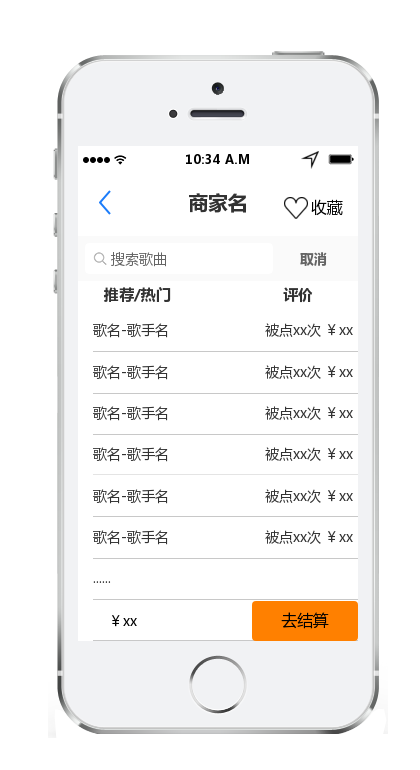 10:34 A.M
商家名 收藏
搜索歌曲 取消
推荐/热门 评价
歌名-歌手名 被点xx次 ￥xx
歌名-歌手名 被点xx次 ￥xx
歌名-歌手名 被点xx次 ￥xx
歌名-歌手名 被点xx次 ￥xx
歌名-歌手名 被点xx次 ￥xx
歌名-歌手名 被点xx次 ￥xx
......
￥xx 去结算